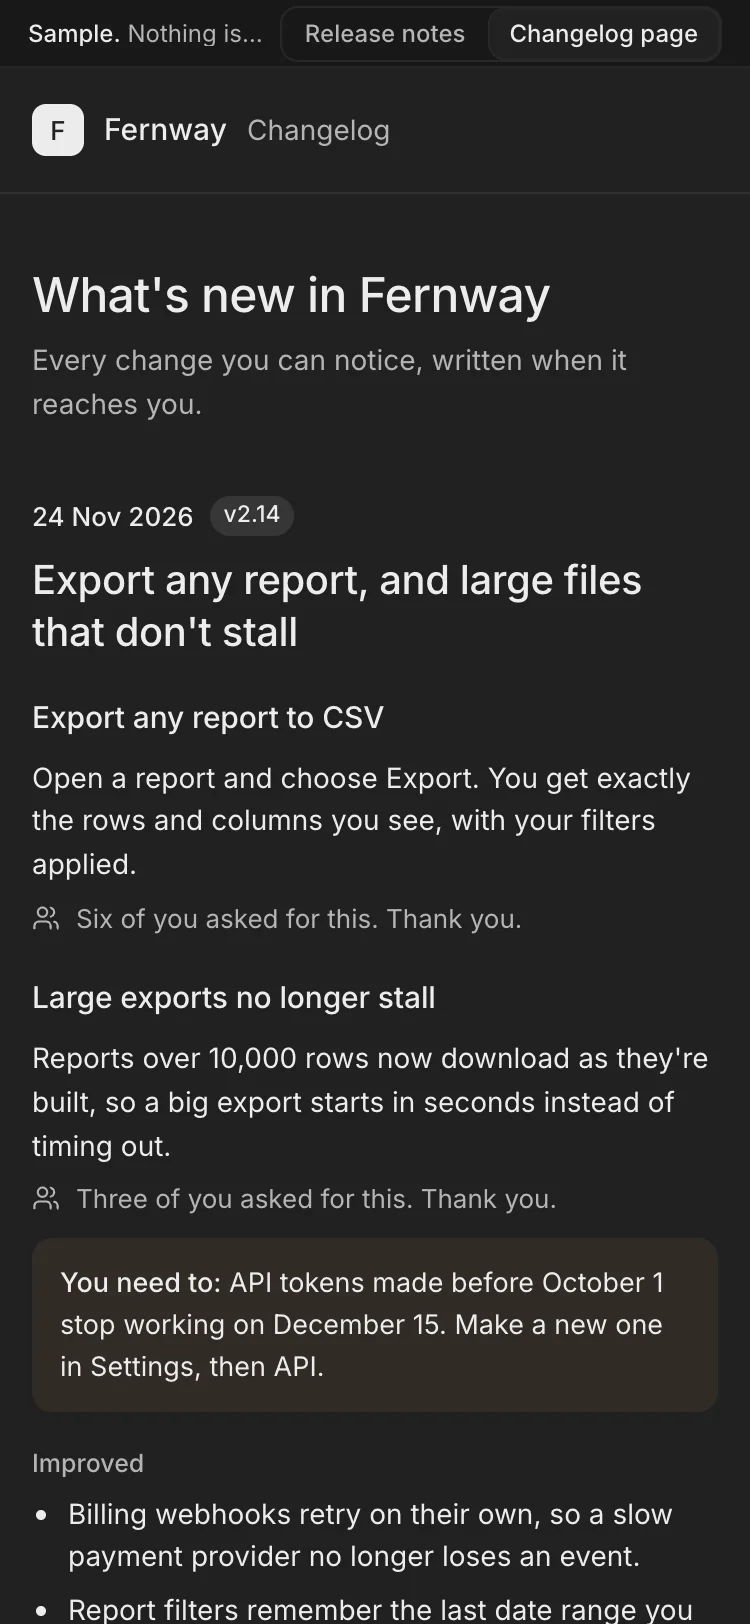 Sample. Nothing is...
Release notes
Changelog page
F
Fernway Changelog
What's new in Fernway
Every change you can notice, written when it
reaches you.
24 Nov 2026 v2.14
Export any report, and large files
that don't stall
Export any report to CSV
Open a report and choose Export. You get exactly
the rows and columns you see, with your filters
applied.
Six of you asked for this. Thank you.
Large exports no longer stall
Reports over 10,000 rows now download as they're
built, so a big export starts in seconds instead of
timing out.
Three of you asked for this. Thank you.
You need to: API tokens made before October 1
stop working on December 15. Make a new one
in Settings, then API.
Improved
• Billing webhooks retry on their own, so a slow
payment provider no longer loses an event.
• Report filters remember the last date range you